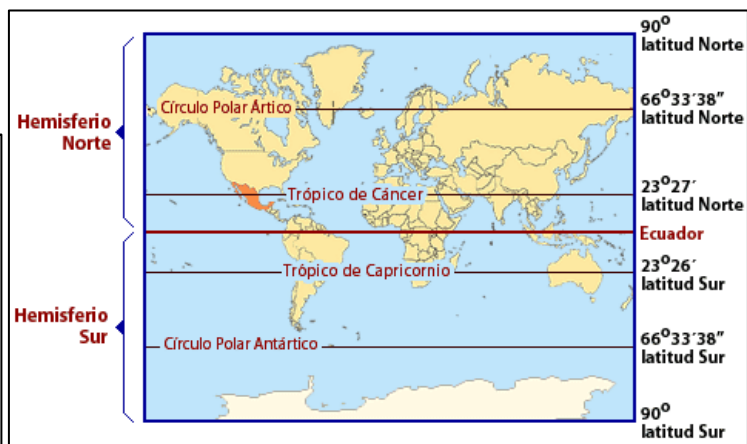 90º
latitud Norte
Círculo Polar Ártico
66º33´38”
latitud Norte
Hemisferio
Norte
Trópico de Cáncer
23º27´
latitud Norte
Ecuador
Trópico de Capricornio
23º26´
latitud Sur
Hemisferio
Sur
Círculo Polar Antártico
66º33´38”
latitud Sur
90º
latitud Sur